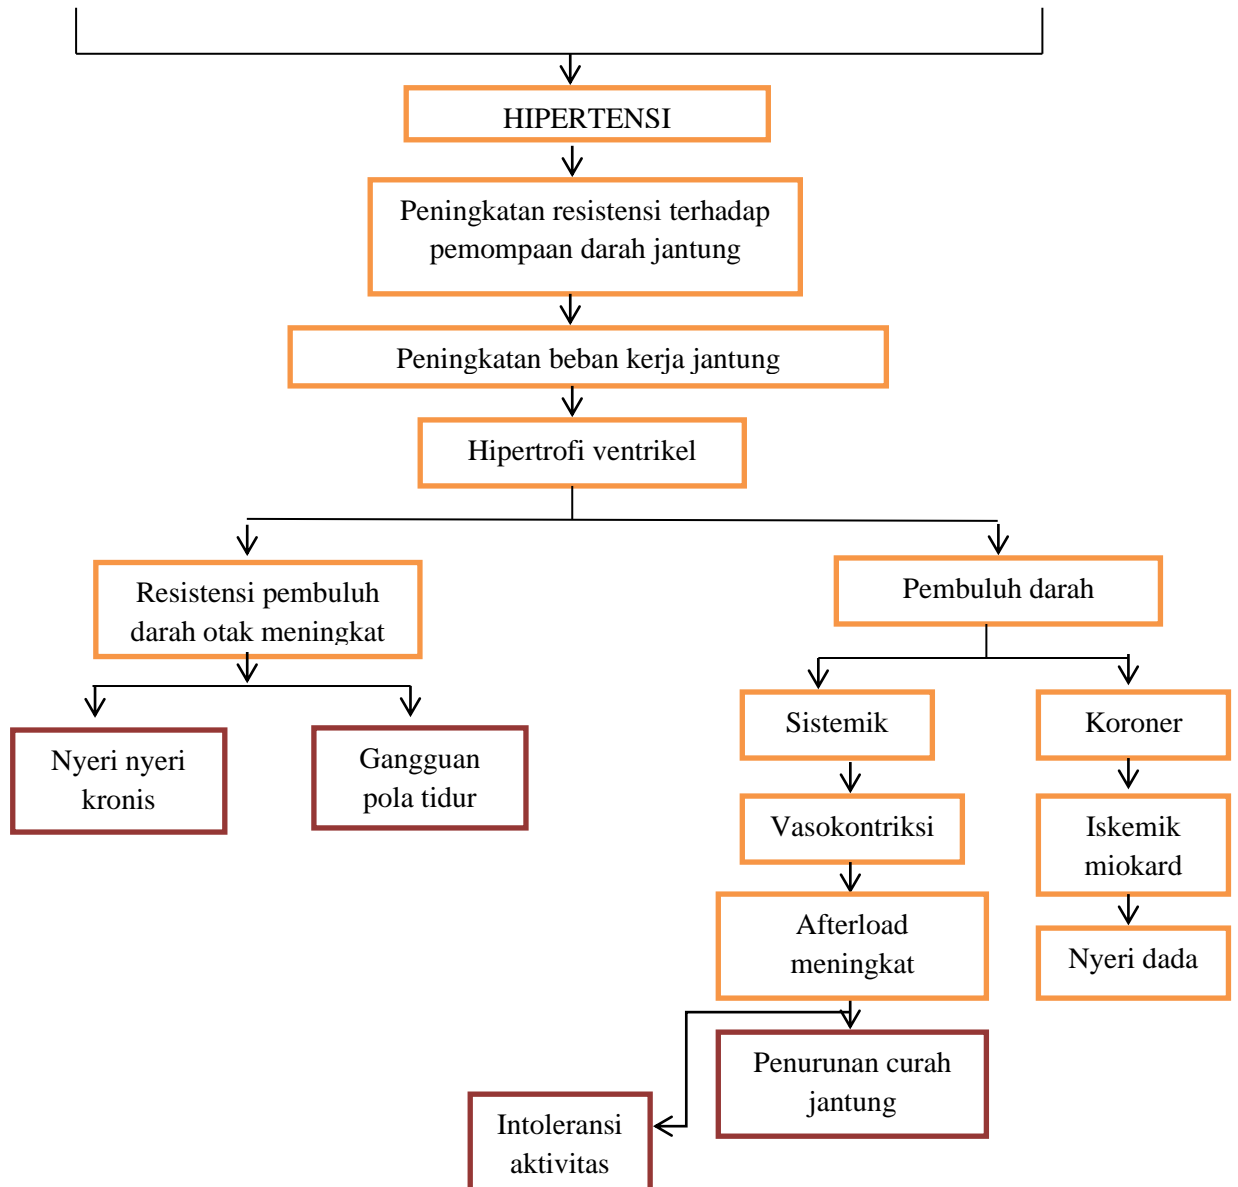 HIPERTENSI
Peningkatan resistensi terhadap
pemompaan darah jantung
Peningkatan beban kerja jantung
Hipertrofi ventrikel
Resistensi pembuluh
darah otak meningkat
Pembuluh darah
Nyeri nyeri
kronis
Gangguan
pola tidur
Sistemik
Koroner
Vasokontriksi
Iskemik
miokard
Afterload
meningkat
Nyeri dada
Penurunan curah
jantung
Intoleransi
aktivitas